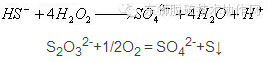 HS⁻+4H₂O₂ ⟶ SO₄²⁻+4H₂O+H⁺
S₂O₃²⁻+1/2O₂ = SO₄²⁻+S↓